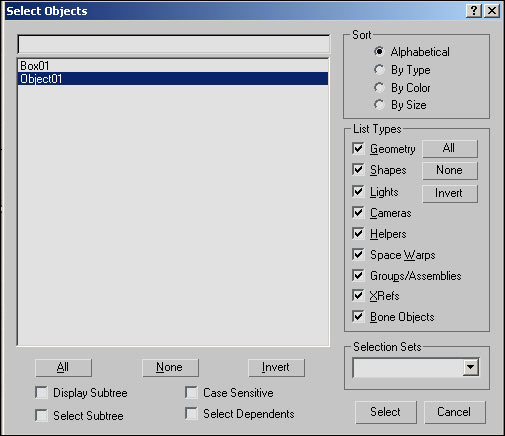 Select Objects
Box01
Object01
Sort
Alphabetical
By Type
By Color
By Size
List Types
Geometry
All
Shapes
None
Lights
Invert
Cameras
Helpers
Space Warps
Groups/Assemblies
XRefs
Bone Objects
Selection Sets
All
None
Invert
Display Subtree
Case Sensitive
Select Subtree
Select Dependents
Select
Cancel